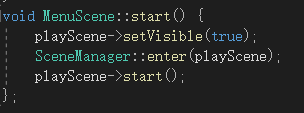 void MenuScene::start() {
    playScene->setVisible(true);
    SceneManager::enter(playScene);
    playScene->start();
};